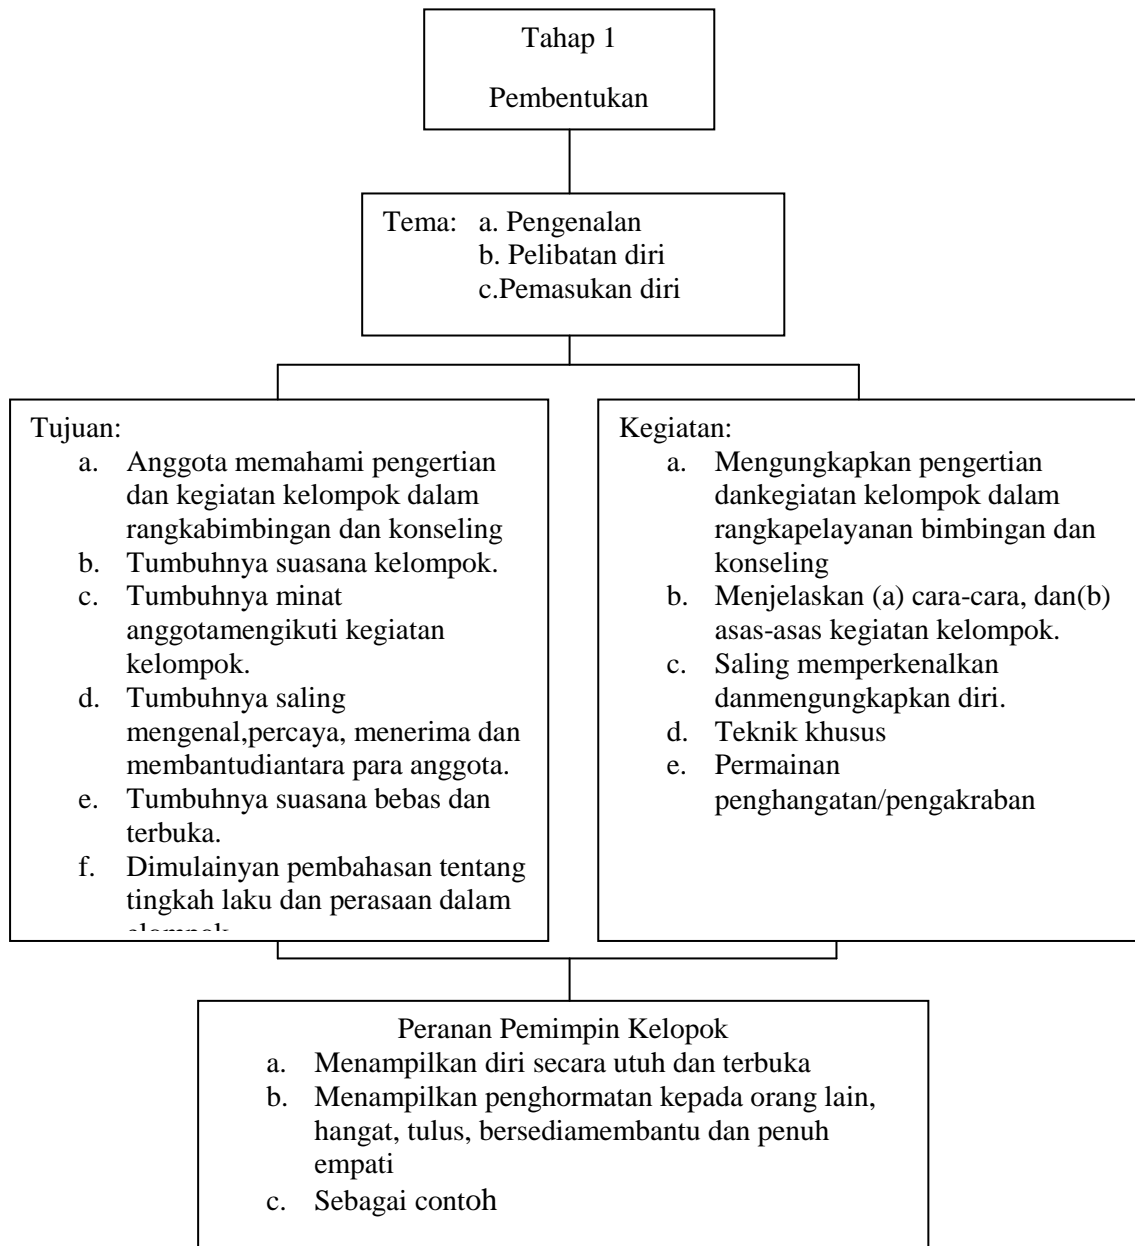 Tahap 1
Pembentukan
Tema: a. Pengenalan
b. Pelibatan diri
c.Pemasukan diri
Tujuan:
a. Anggota memahami pengertian
dan kegiatan kelompok dalam
rangkabimbingan dan konseling
b. Tumbuhnya suasana kelompok.
c. Tumbuhnya minat
anggotamengikuti kegiatan
kelompok.
d. Tumbuhnya saling
mengenal,percaya, menerima dan
membantudiantara para anggota.
e. Tumbuhnya suasana bebas dan
terbuka.
f. Dimulainyan pembahasan tentang
tingkah laku dan perasaan dalam
Kegiatan:
a. Mengungkapkan pengertian
dankegiatan kelompok dalam
rangkapelayanan bimbingan dan
konseling
b. Menjelaskan (a) cara-cara, dan(b)
asas-asas kegiatan kelompok.
c. Saling memperkenalkan
danmengungkapkan diri.
d. Teknik khusus
e. Permainan
penghangatan/pengakraban
Peranan Pemimpin Kelopok
a. Menampilkan diri secara utuh dan terbuka
b. Menampilkan penghormatan kepada orang lain,
hangat, tulus, bersediamembantu dan penuh
empati
c. Sebagai contoh